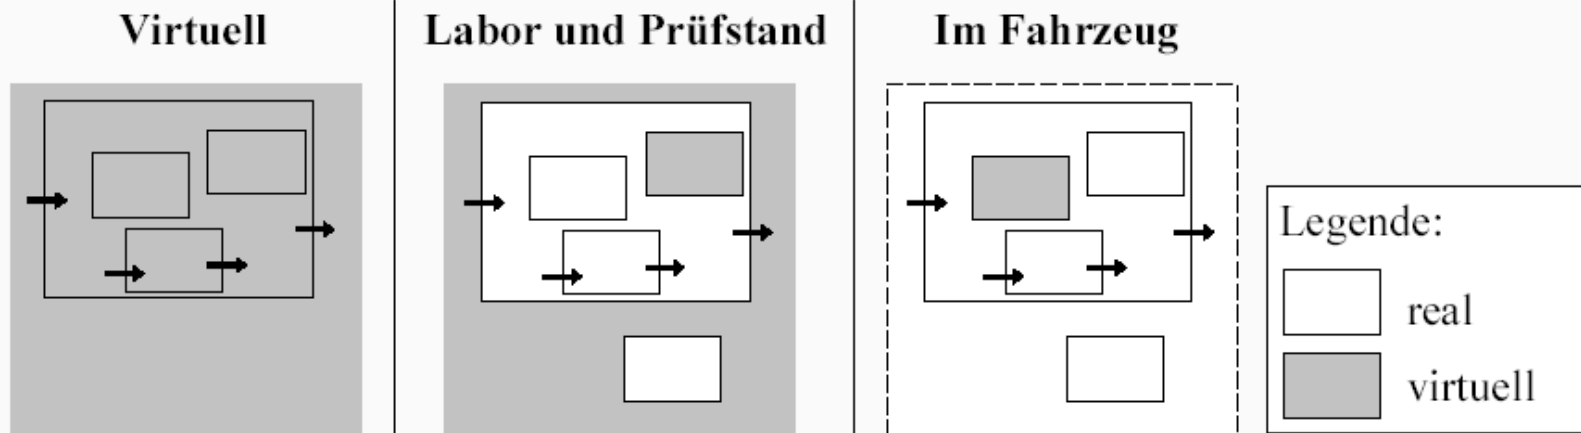 Virtuell
Labor und Prüfstand
Im Fahrzeug
Legende:
real
virtuell